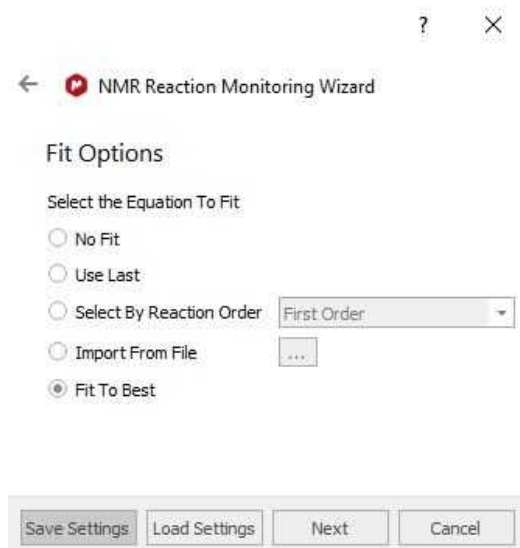 ?
NMR Reaction Monitoring Wizard
Fit Options
Select the Equation To Fit
No Fit
Use Last
Select By Reaction Order First Order
Import From File ...
Fit To Best
Save Settings Load Settings Next Cancel